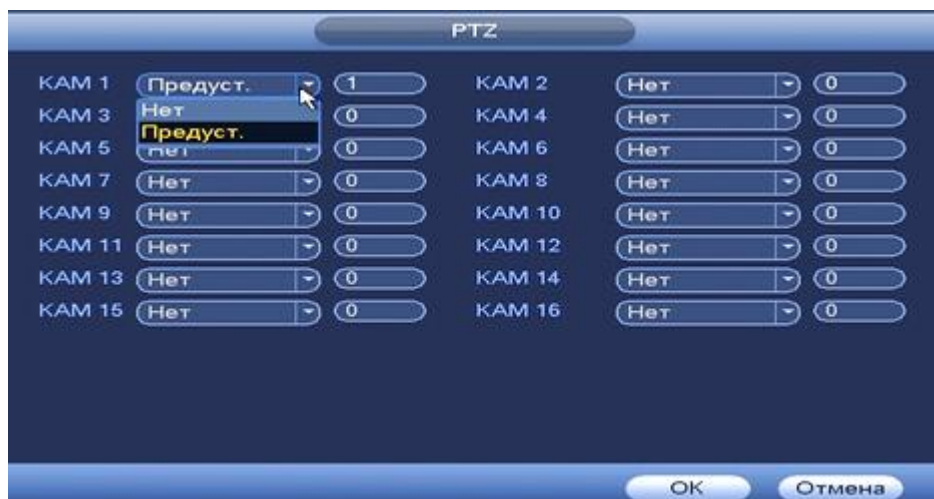 PTZ
КАМ 1 Предуст. 1 КАМ 2 Нет 0
КАМ 3 Нет 0 КАМ 4 Нет 0
Предуст.
КАМ 5 Нет 0 КАМ 6 Нет 0
КАМ 7 Нет 0 КАМ 8 Нет 0
КАМ 9 Нет 0 КАМ 10 Нет 0
КАМ 11 Нет 0 КАМ 12 Нет 0
КАМ 13 Нет 0 КАМ 14 Нет 0
КАМ 15 Нет 0 КАМ 16 Нет 0
ОК Отмена